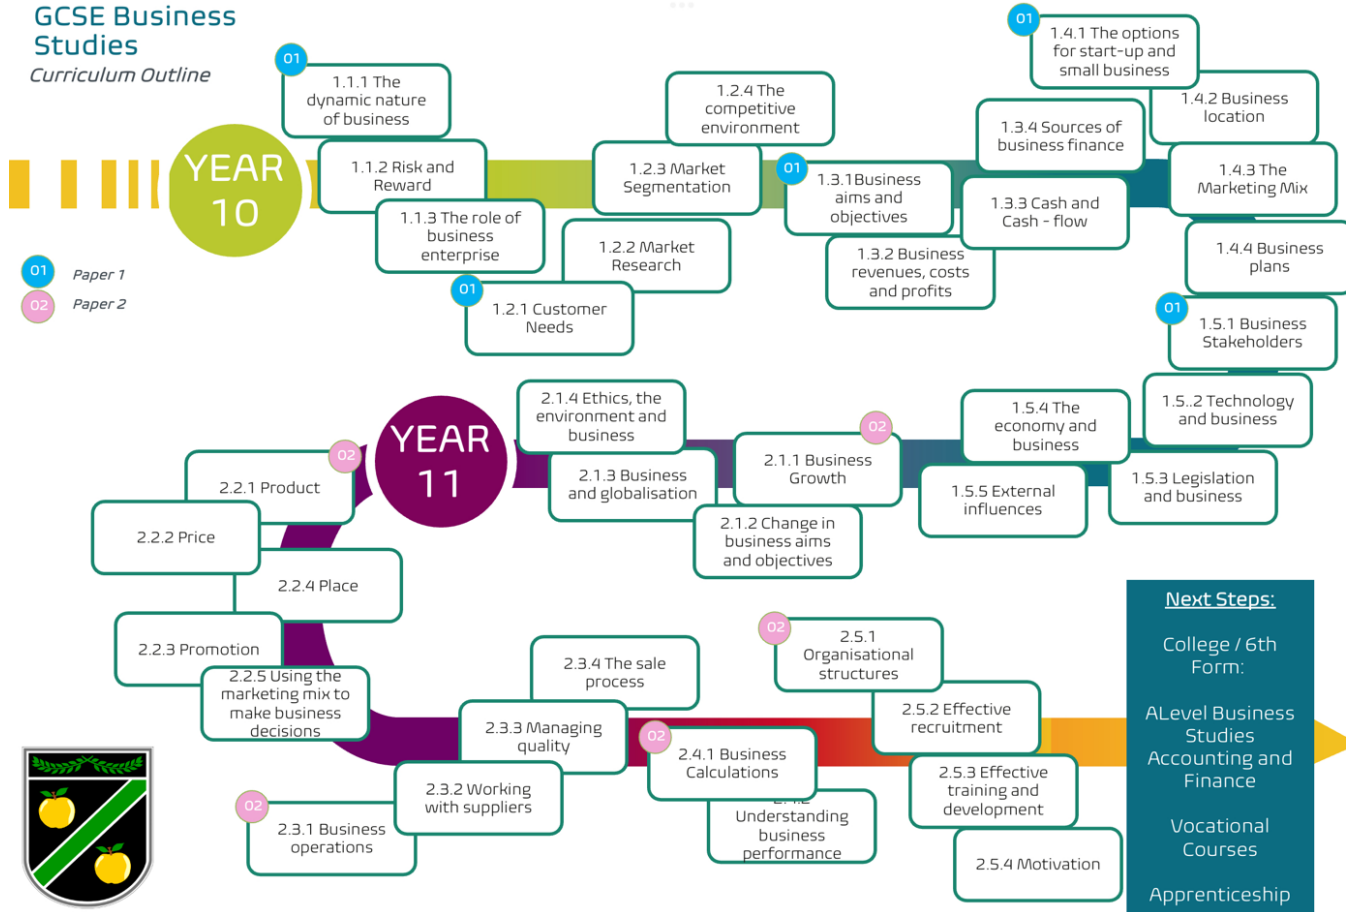 GCSE Business
Studies
Curriculum Outline
01
1.1.1 The
dynamic nature
of business
YEAR
10
1.1.2 Risk and
Reward
1.1.3 The role of
business
enterprise
01
1.2.1 Customer
Needs
1.2.2 Market
Research
1.2.3 Market
Segmentation
1.2.4 The
competitive
environment
01
1.3.1Business
aims and
objectives
1.3.2 Business
revenues, costs
and profits
1.3.3 Cash and
Cash - flow
1.3.4 Sources of
business finance
01
1.4.1 The options
for start-up and
small business
1.4.2 Business
location
1.4.3 The
Marketing Mix
1.4.4 Business
plans
01
Paper 1
02
Paper 2
01
1.5.1 Business
Stakeholders
1.5..2 Technology
and business
1.5.3 Legislation
and business
1.5.4 The
economy and
business
1.5.5 External
influences
02
2.1.1 Business
Growth
2.1.2 Change in
business aims
and objectives
2.1.3 Business
and globalisation
2.1.4 Ethics, the
environment and
business
YEAR
11
02
2.2.1 Product
2.2.2 Price
2.2.4 Place
2.2.3 Promotion
2.2.5 Using the
marketing mix to
make business
decisions
02
2.3.1 Business
operations
2.3.2 Working
with suppliers
2.3.3 Managing
quality
2.3.4 The sale
process
02
2.4.1 Business
Calculations
Understanding
business
performance
02
2.5.1
Organisational
structures
2.5.2 Effective
recruitment
2.5.3 Effective
training and
development
2.5.4 Motivation
Next Steps:
College / 6th
Form:
ALevel Business
Studies
Accounting and
Finance
Vocational
Courses
Apprenticeship